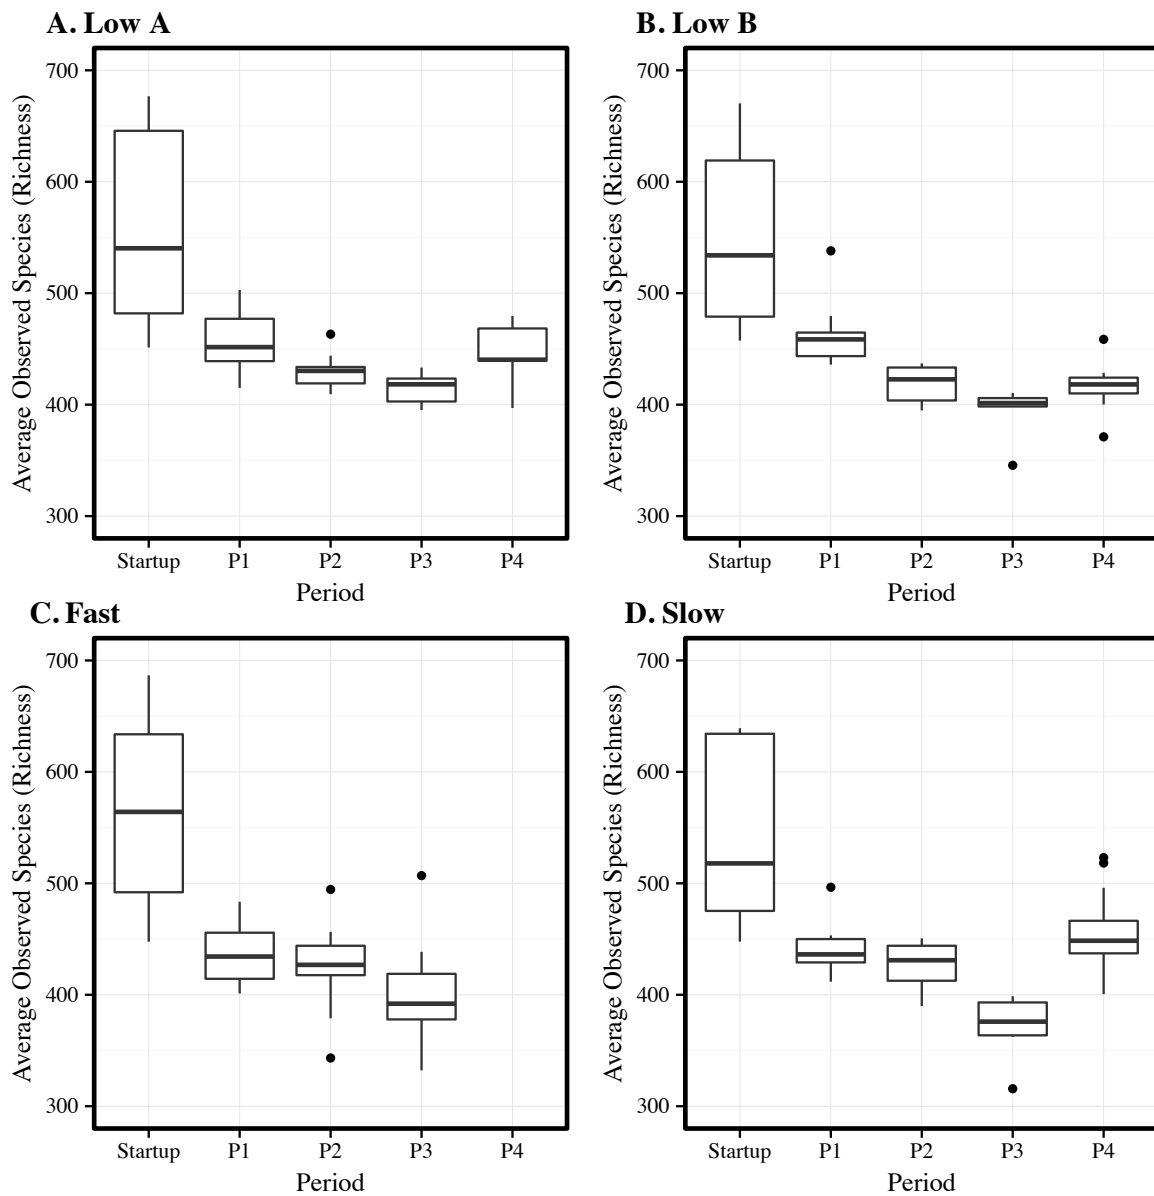 A. Low A
Average Observed Species (Richness)
700
600
500
400
300
Startup P1 P2 P3 P4
Period
B. Low B
Average Observed Species (Richness)
700
600
500
400
300
Startup P1 P2 P3 P4
Period
C. Fast
Average Observed Species (Richness)
700
600
500
400
300
Startup P1 P2 P3 P4
Period
D. Slow
Average Observed Species (Richness)
700
600
500
400
300
Startup P1 P2 P3 P4
Period